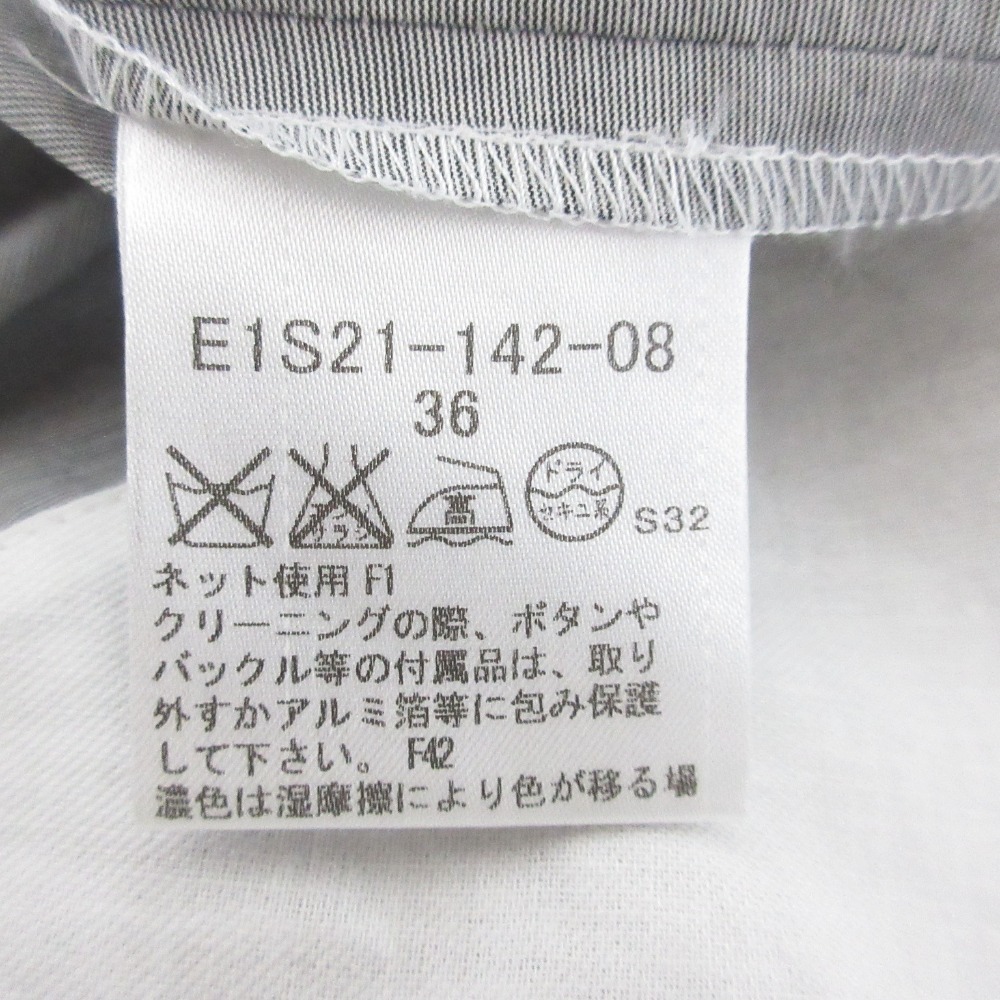 E1S21-142-08
36
高
ドライ
セキユ系
S32
ネット使用 F1
クリーニングの際、ボタンや
バックル等の付属品は、取り
外すかアルミ箔等に包み保護
して下さい。 F42
濃色は湿摩擦により色が移る場